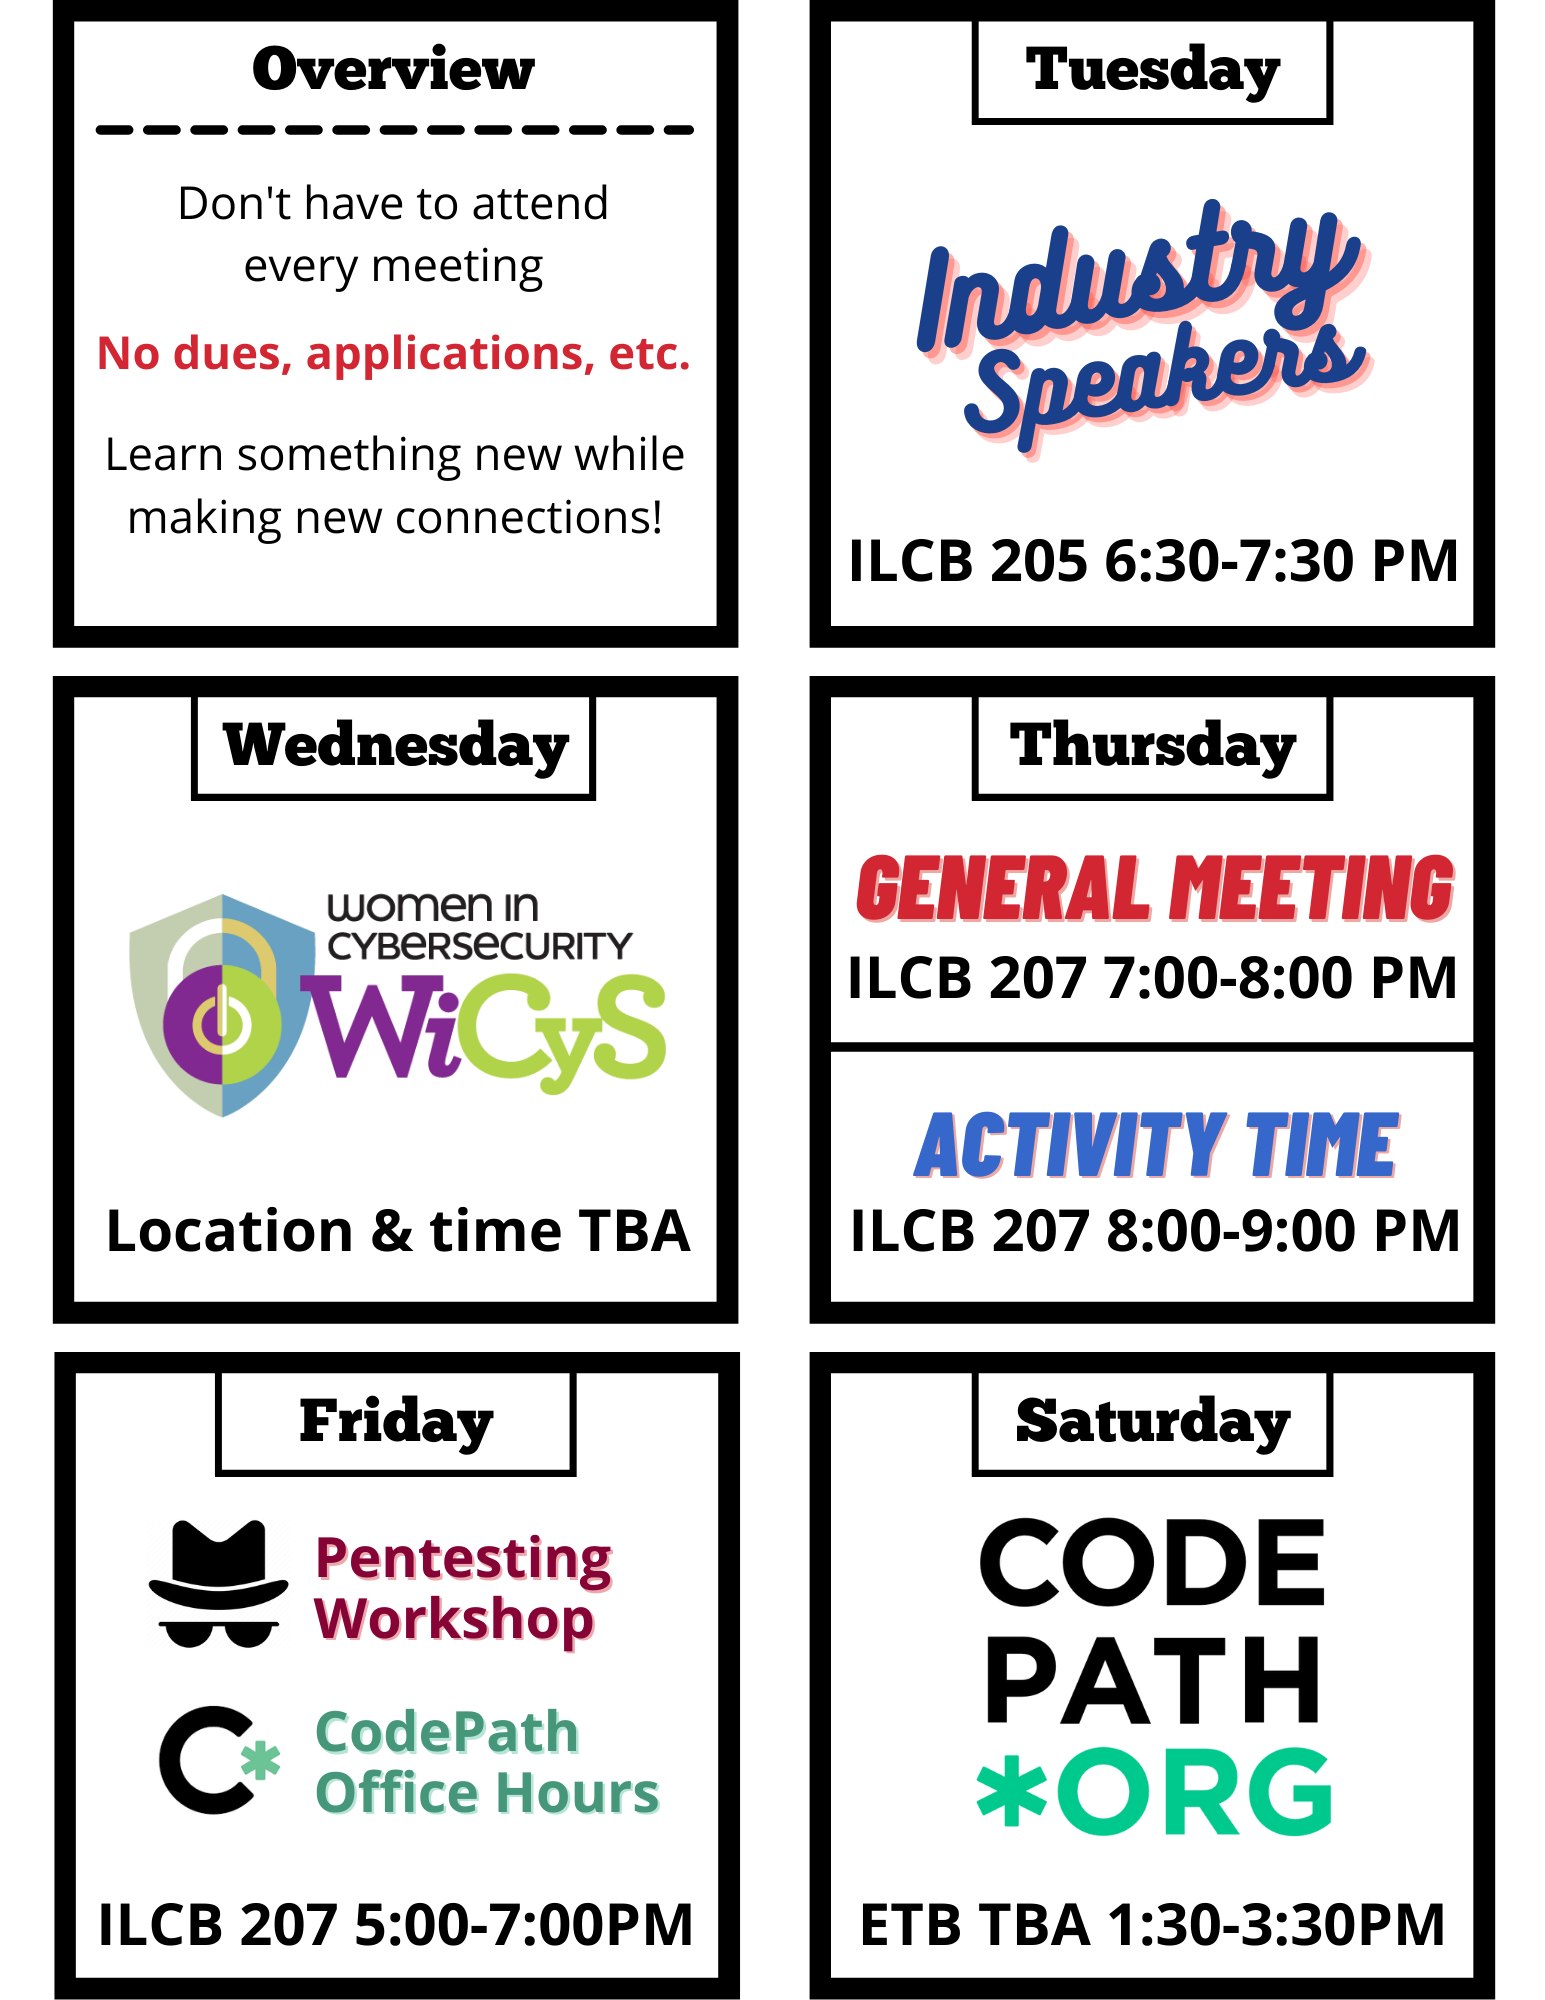 Overview
Don't have to attend
every meeting
No dues, applications, etc.
Learn something new while
making new connections!
Tuesday
Industry
Speakers
ILCB 205 6:30-7:30 PM
Wednesday
women in
CYBERSECURITY
WiCyS
Location & time TBA
Thursday
GENERAL MEETING
ILCB 207 7:00-8:00 PM
ACTIVITY TIME
ILCB 207 8:00-9:00 PM
Friday
Pentesting
Workshop
C*
CodePath
Office Hours
ILCB 207 5:00-7:00PM
Saturday
CODE
PATH
*ORG
ETB TBA 1:30-3:30PM